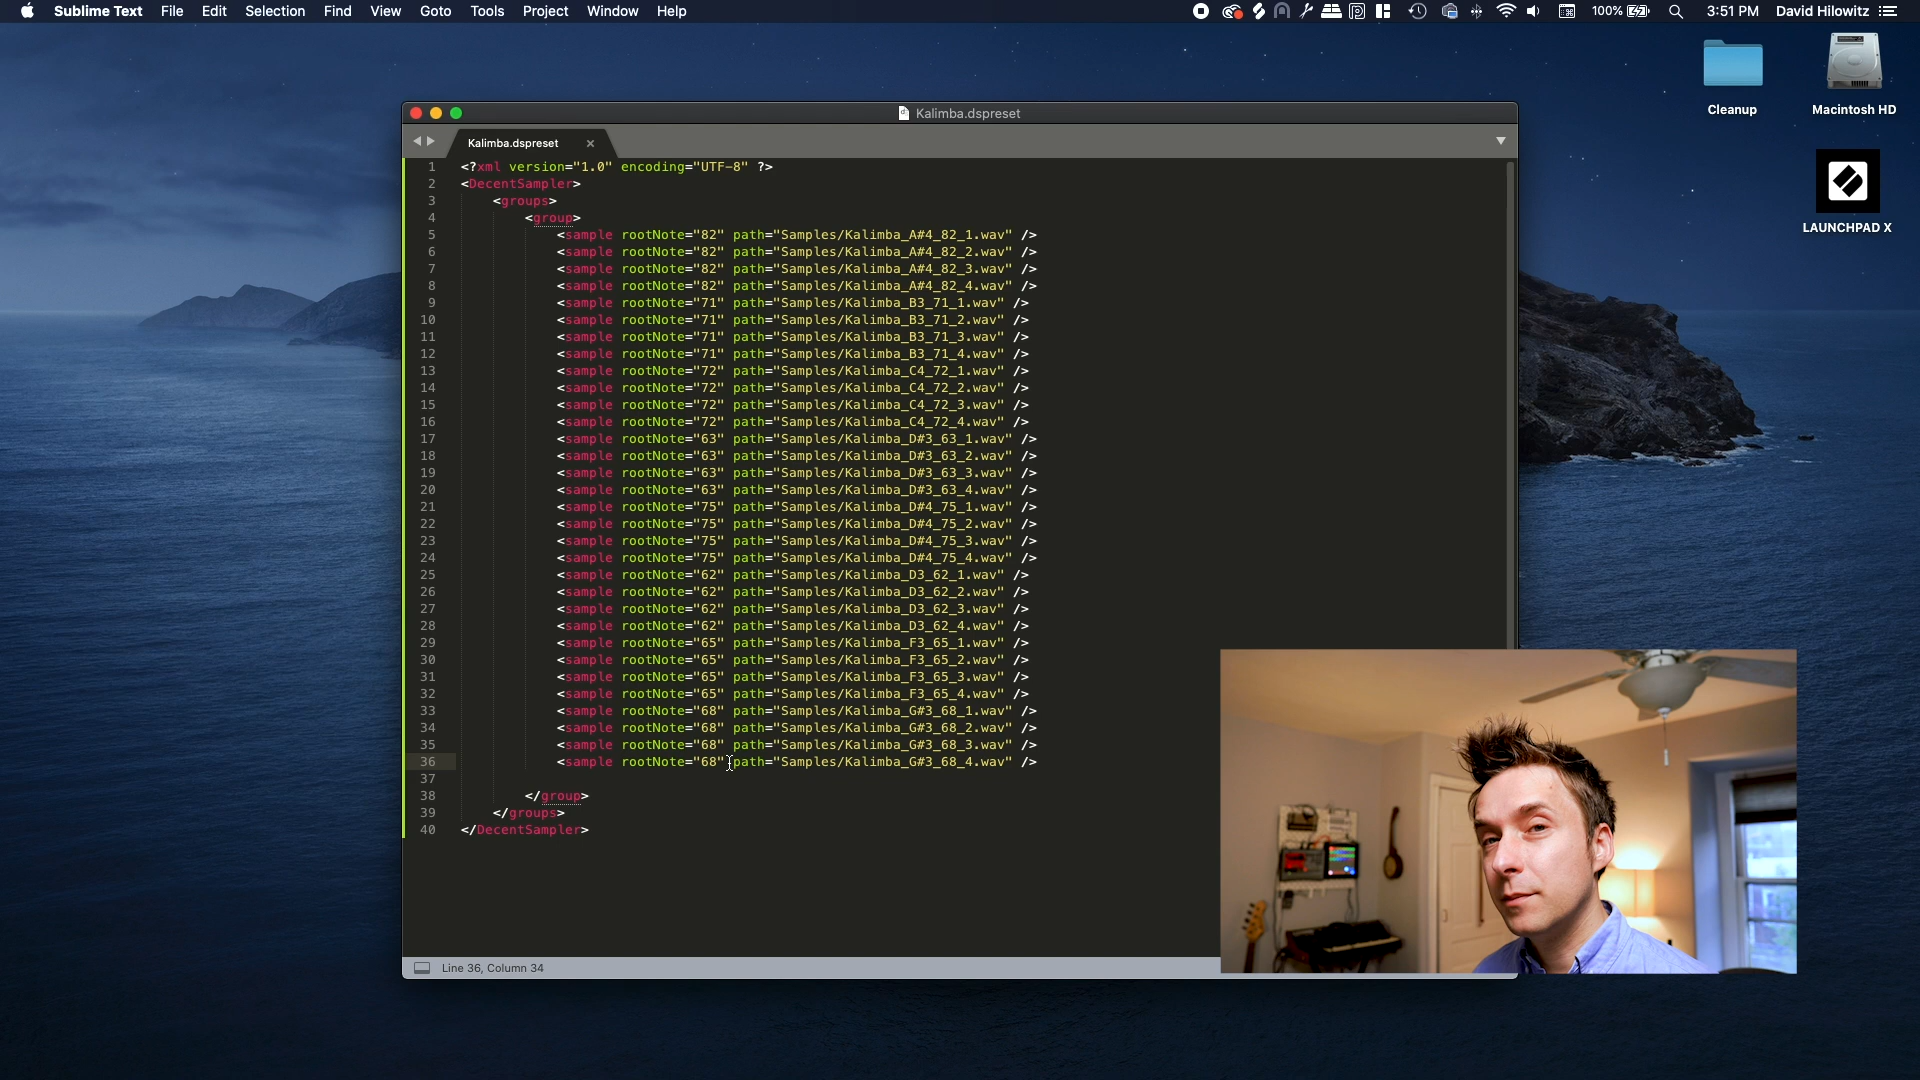 Sublime Text File Edit Selection Find View Goto Tools Project Window Help 100% 3:51 PM David Hilowitz
Cleanup
Macintosh HD
LAUNCHPAD X
Kalimba.dspreset
Kalimba.dspreset ×
1 <?xml version="1.0" encoding="UTF-8" ?>
2 <DecentSampler>
3 <groups>
4 <group>
5 <sample rootNote="82" path="Samples/Kalimba_A#4_82_1.wav" />
6 <sample rootNote="82" path="Samples/Kalimba_A#4_82_2.wav" />
7 <sample rootNote="82" path="Samples/Kalimba_A#4_82_3.wav" />
8 <sample rootNote="82" path="Samples/Kalimba_A#4_82_4.wav" />
9 <sample rootNote="71" path="Samples/Kalimba_B3_71_1.wav" />
10 <sample rootNote="71" path="Samples/Kalimba_B3_71_2.wav" />
11 <sample rootNote="71" path="Samples/Kalimba_B3_71_3.wav" />
12 <sample rootNote="71" path="Samples/Kalimba_B3_71_4.wav" />
13 <sample rootNote="72" path="Samples/Kalimba_C4_72_1.wav" />
14 <sample rootNote="72" path="Samples/Kalimba_C4_72_2.wav" />
15 <sample rootNote="72" path="Samples/Kalimba_C4_72_3.wav" />
16 <sample rootNote="72" path="Samples/Kalimba_C4_72_4.wav" />
17 <sample rootNote="63" path="Samples/Kalimba_D#3_63_1.wav" />
18 <sample rootNote="63" path="Samples/Kalimba_D#3_63_2.wav" />
19 <sample rootNote="63" path="Samples/Kalimba_D#3_63_3.wav" />
20 <sample rootNote="63" path="Samples/Kalimba_D#3_63_4.wav" />
21 <sample rootNote="75" path="Samples/Kalimba_D#4_75_1.wav" />
22 <sample rootNote="75" path="Samples/Kalimba_D#4_75_2.wav" />
23 <sample rootNote="75" path="Samples/Kalimba_D#4_75_3.wav" />
24 <sample rootNote="75" path="Samples/Kalimba_D#4_75_4.wav" />
25 <sample rootNote="62" path="Samples/Kalimba_D3_62_1.wav" />
26 <sample rootNote="62" path="Samples/Kalimba_D3_62_2.wav" />
27 <sample rootNote="62" path="Samples/Kalimba_D3_62_3.wav" />
28 <sample rootNote="62" path="Samples/Kalimba_D3_62_4.wav" />
29 <sample rootNote="65" path="Samples/Kalimba_F3_65_1.wav" />
30 <sample rootNote="65" path="Samples/Kalimba_F3_65_2.wav" />
31 <sample rootNote="65" path="Samples/Kalimba_F3_65_3.wav" />
32 <sample rootNote="65" path="Samples/Kalimba_F3_65_4.wav" />
33 <sample rootNote="68" path="Samples/Kalimba_G#3_68_1.wav" />
34 <sample rootNote="68" path="Samples/Kalimba_G#3_68_2.wav" />
35 <sample rootNote="68" path="Samples/Kalimba_G#3_68_3.wav" />
36 <sample rootNote="68" path="Samples/Kalimba_G#3_68_4.wav" />
37
38 </group>
39 </groups>
40 </DecentSampler>
Line 36, Column 34